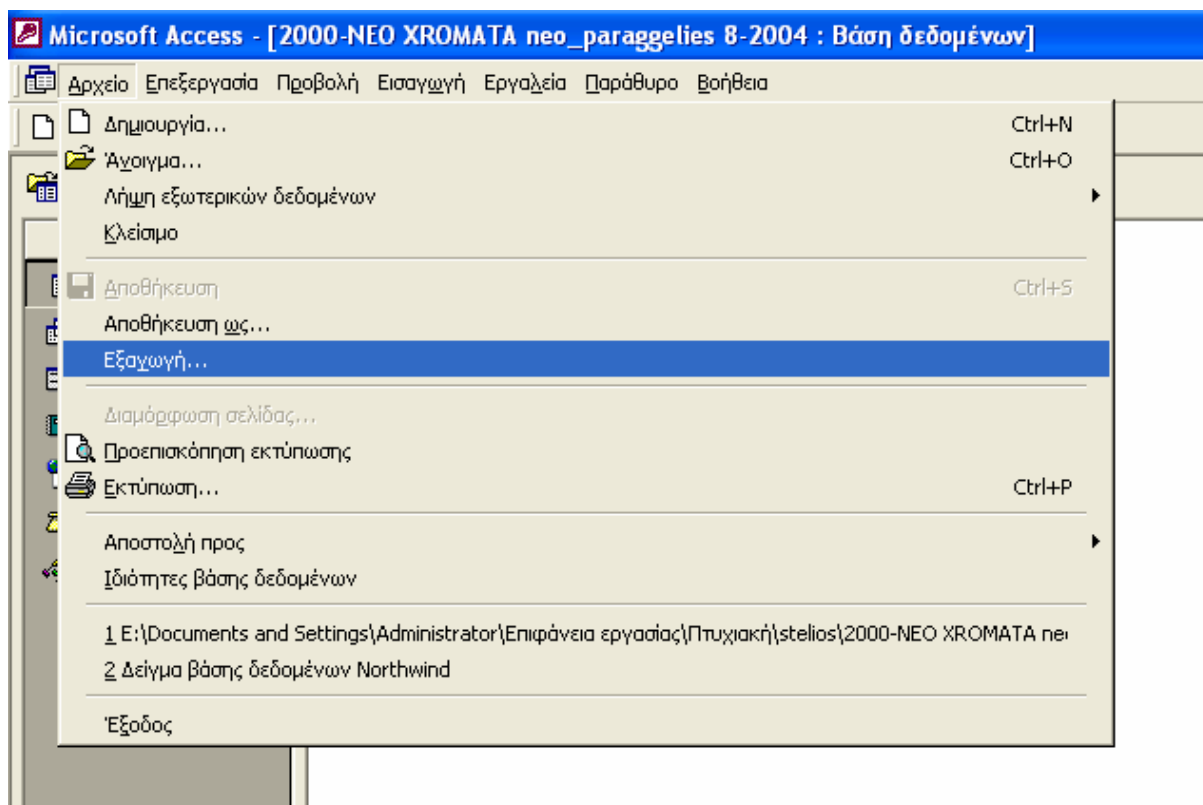 Microsoft Access - [2000-NEO XROMATA neo_paraggelies 8-2004 : Βάση δεδομένων]
Αρχείο Επεξεργασία Προβολή Εισαγωγή Εργαλεία Παράθυρο Βοήθεια
Δημιουργία... Ctrl+N
Άνοιγμα... Ctrl+O
Λήψη εξωτερικών δεδομένων
Κλείσιμο
Αποθήκευση Ctrl+S
Αποθήκευση ως...
Εξαγωγή...
Διαμόρφωση σελίδας...
Προεπισκόπηση εκτύπωσης
Εκτύπωση... Ctrl+P
Αποστολή προς
Ιδιότητες βάσης δεδομένων
1 E:\Documents and Settings\Administrator\Επιφάνεια εργασίας\Πτυχιακή\stelios\2000-NEO XROMATA ne
2 Δείγμα βάσης δεδομένων Northwind
Έξοδος